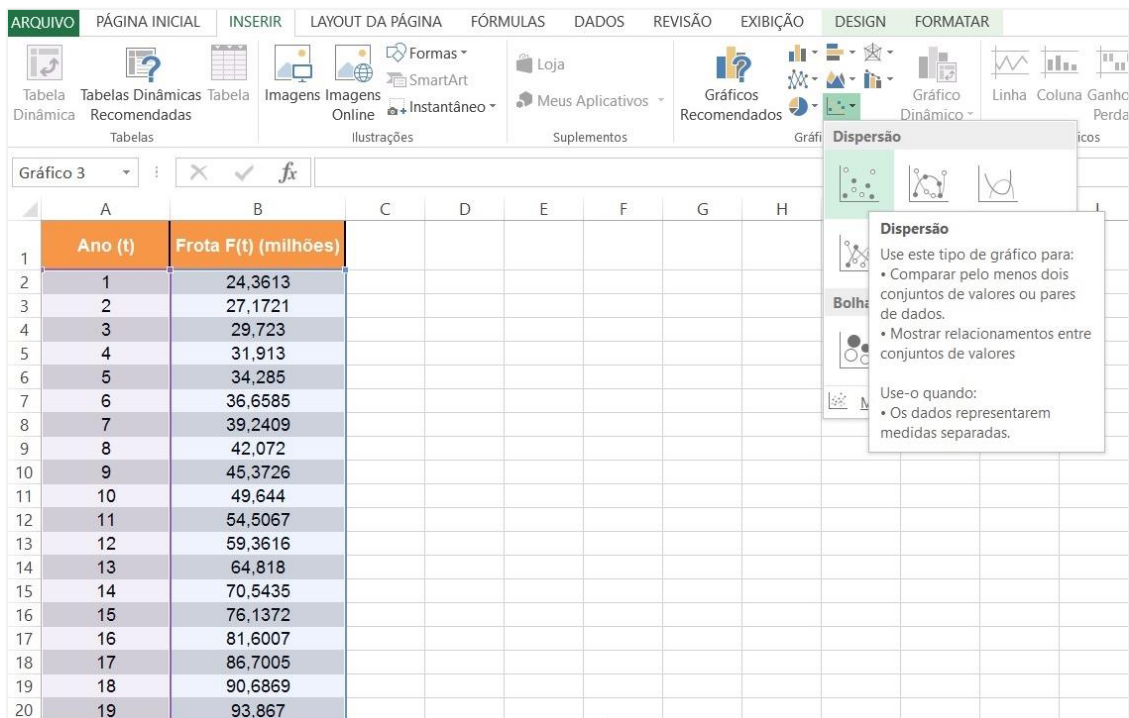 ARQUIVO PÁGINA INICIAL INSERIR LAYOUT DA PÁGINA FÓRMULAS DADOS REVISÃO EXIBIÇÃO DESIGN FORMATAR
Tabela Dinâmica
Tabelas Dinâmicas Recomendadas
Tabela
Tabelas
Imagens
Imagens Online
Formas
SmartArt
Instantâneo
Ilustrações
Loja
Meus Aplicativos
Suplementos
Gráficos Recomendados
Gráfico Dinâmico
Gráfi
Linha Coluna Ganho
Perda
icos
Gráfico 3
fx
Dispersão
Bolha
M
Dispersão
Use este tipo de gráfico para:
• Comparar pelo menos dois
conjuntos de valores ou pares
de dados.
• Mostrar relacionamentos entre
conjuntos de valores
Use-o quando:
• Os dados representarem
medidas separadas.
A B C D E F G H
1 Ano (t) Frota F(t) (milhões)
2 1 24,3613
3 2 27,1721
4 3 29,723
5 4 31,913
6 5 34,285
7 6 36,6585
8 7 39,2409
9 8 42,072
10 9 45,3726
11 10 49,644
12 11 54,5067
13 12 59,3616
14 13 64,818
15 14 70,5435
16 15 76,1372
17 16 81,6007
18 17 86,7005
19 18 90,6869
20 19 93,867